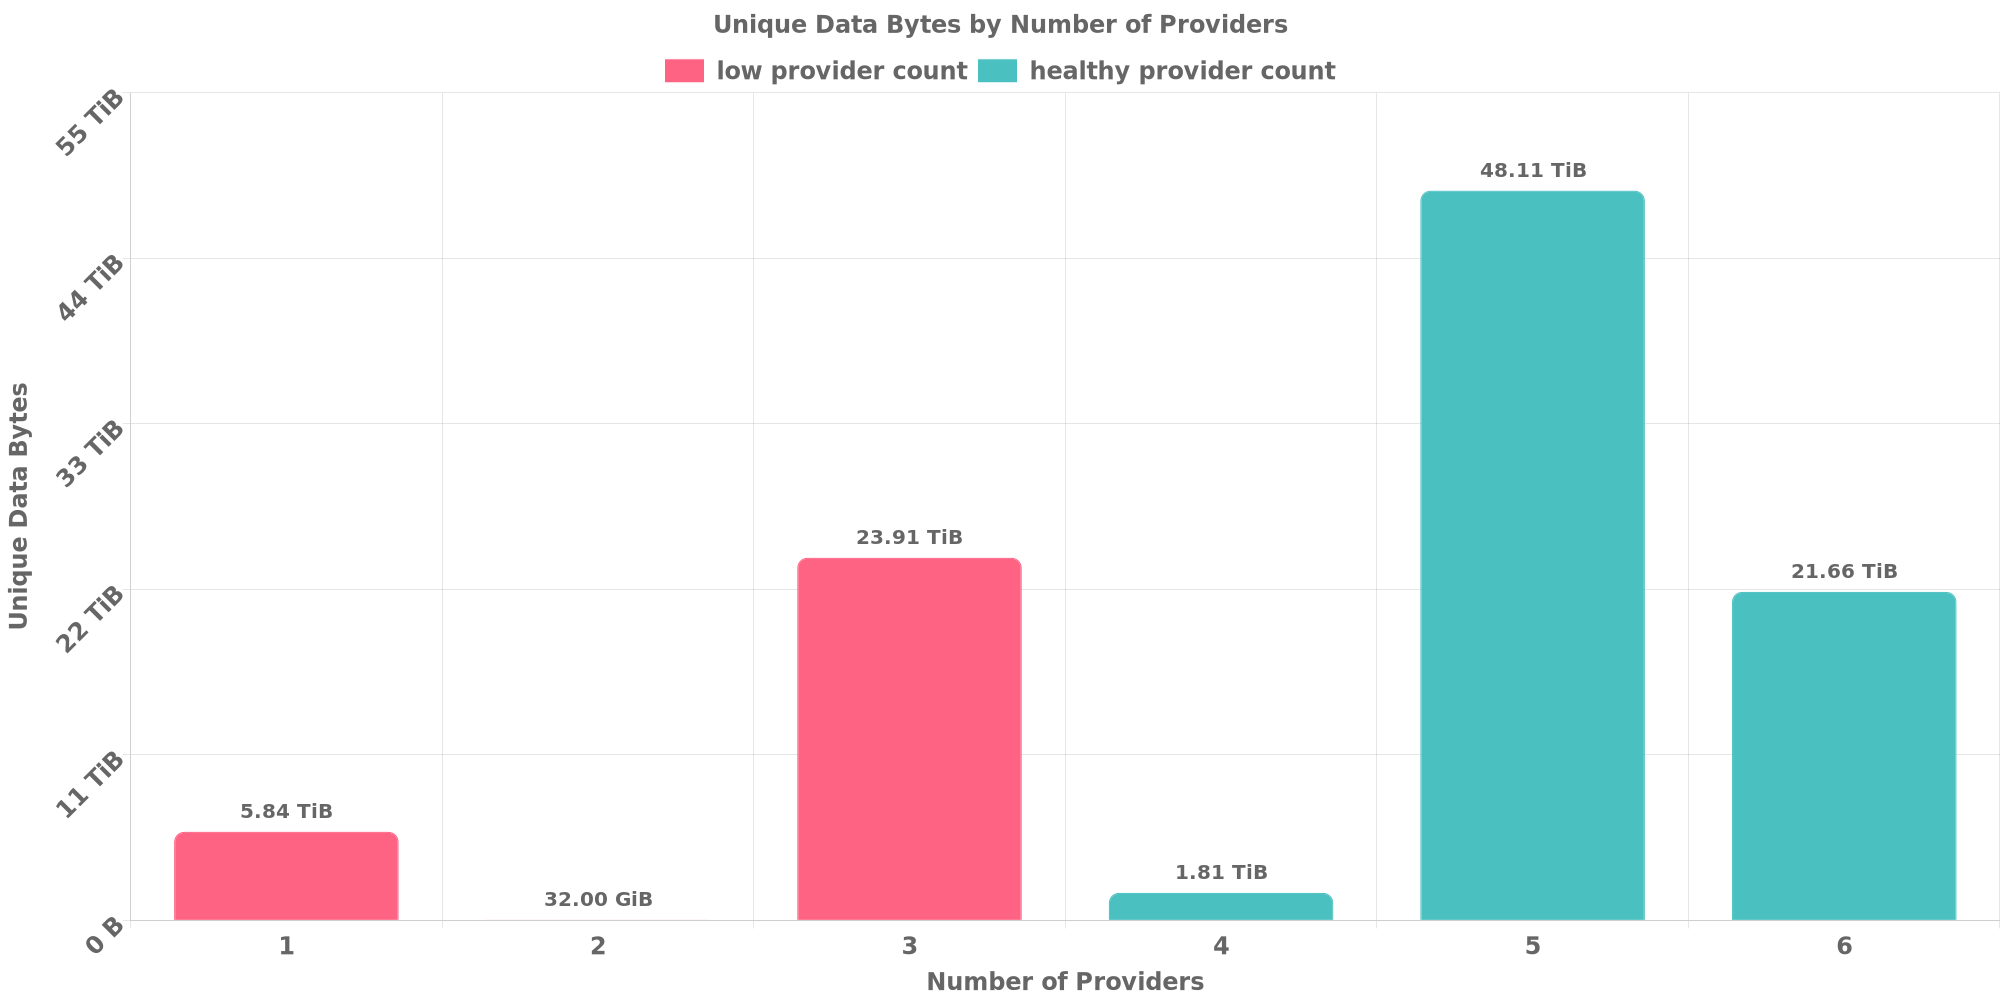 Unique Data Bytes by Number of Providers
low provider count
healthy provider count
Unique Data Bytes
55 TiB
44 TiB
33 TiB
22 TiB
11 TiB
0 B
5.84 TiB
32.00 GiB
23.91 TiB
1.81 TiB
48.11 TiB
21.66 TiB
1
2
3
4
5
6
Number of Providers